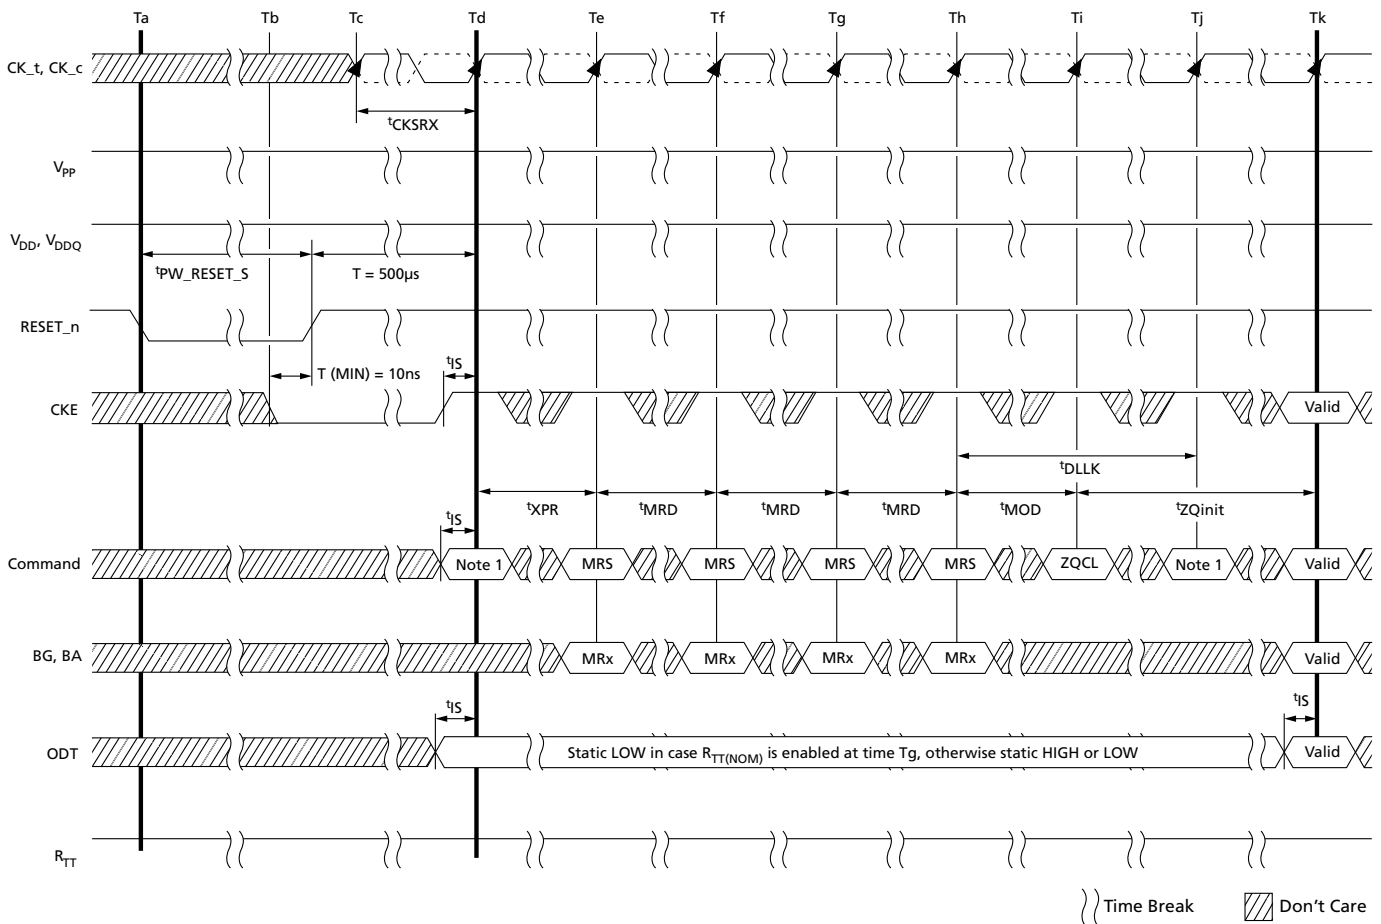 Ta Tb Tc Td Te Tf Tg Th Ti Tj Tk
CK_t, CK_c
tCKSRX
VPP
VDD, VDDQ
tPW_RESET_S T = 500μs
RESET_n
tIS
T (MIN) = 10ns
CKE Valid
tDLLK
tXPR tMRD tMRD tMRD tMOD tZQinit
tIS
Command Note 1 MRS MRS MRS MRS ZQCL Note 1 Valid
BG, BA MRx MRx MRx MRx Valid
tIS tIS
ODT Static LOW in case RTT(NOM) is enabled at time Tg, otherwise static HIGH or LOW Valid
RTT
Time Break Don't Care